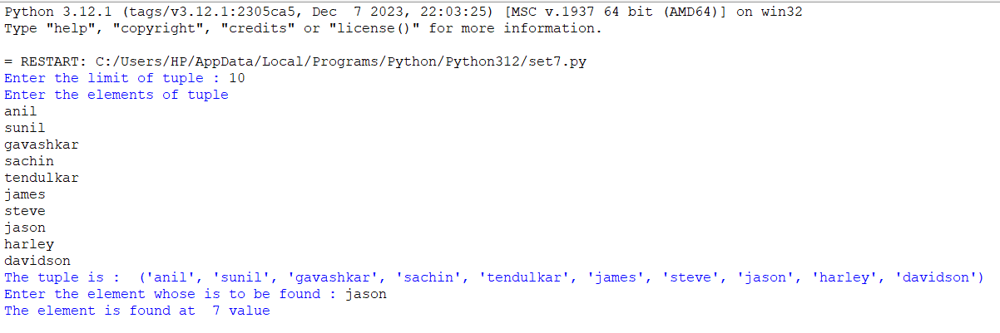 Python 3.12.1 (tags/v3.12.1:2305ca5, Dec  7 2023, 22:03:25) [MSC v.1937 64 bit (AMD64)] on win32
Type "help", "copyright", "credits" or "license()" for more information.
= RESTART: C:/Users/HP/AppData/Local/Programs/Python/Python312/set7.py
Enter the limit of tuple : 10
Enter the elements of tuple
anil
sunil
gavashkar
sachin
tendulkar
james
steve
jason
harley
davidson
The tuple is :  ('anil', 'sunil', 'gavashkar', 'sachin', 'tendulkar', 'james', 'steve', 'jason', 'harley', 'davidson')
Enter the element whose is to be found : jason
The element is found at  7 value